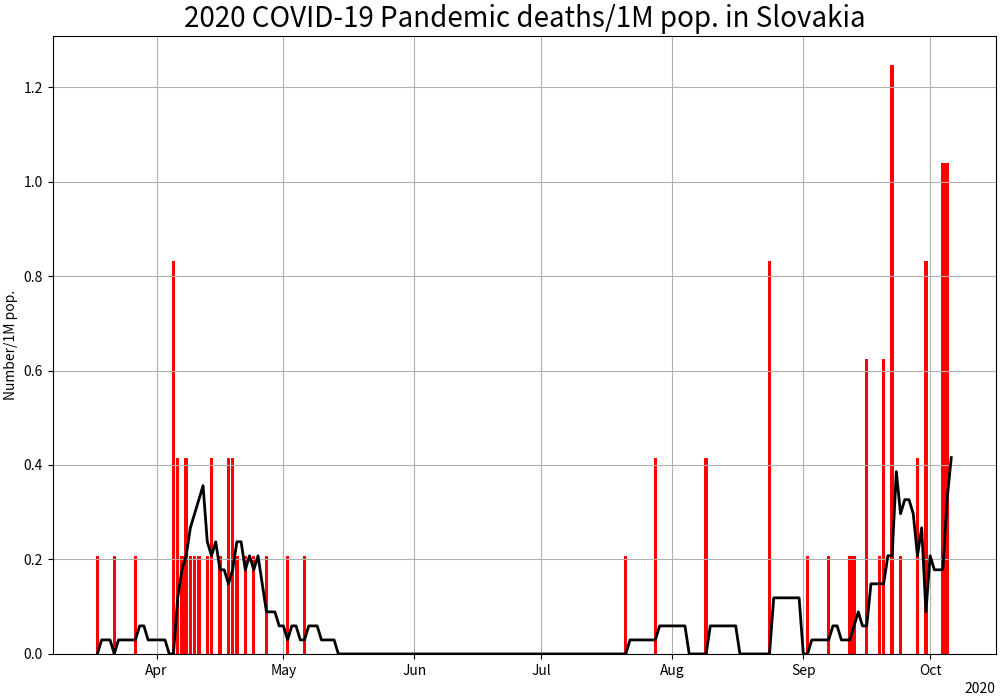 2020 COVID-19 Pandemic deaths/1M pop. in Slovakia
Number/1M pop.
1.2
1.0
0.8
0.6
0.4
0.2
0.0
Apr May Jun Jul Aug Sep Oct
2020